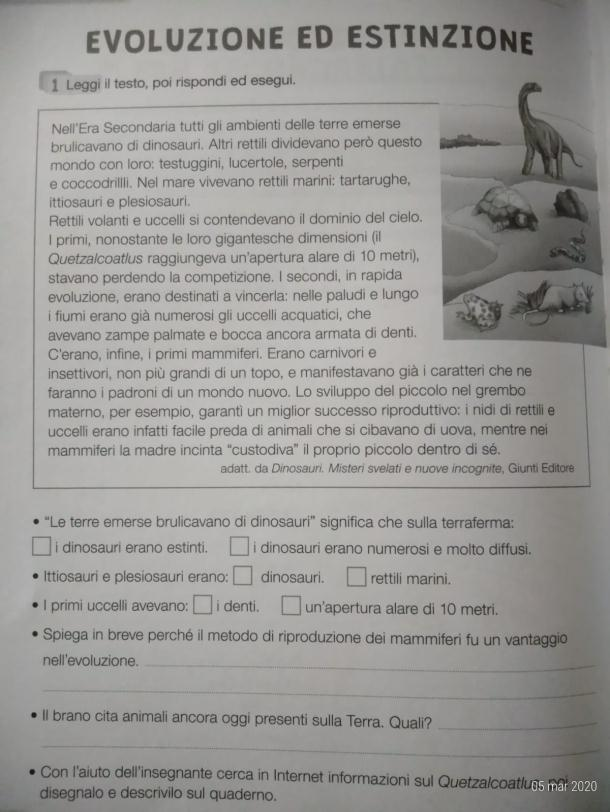 EVOLUZIONE ED ESTINZIONE
1 Leggi il testo, poi rispondi ed esegui.
Nell'Era Secondaria tutti gli ambienti delle terre emerse
brulicavano di dinosauri. Altri rettili dividevano però questo
mondo con loro: testuggini, lucertole, serpenti
e coccodrillli. Nel mare vivevano rettili marini: tartarughe,
ittiosauri e plesiosauri.
Rettili volanti e uccelli si contendevano il dominio del cielo.
I primi, nonostante le loro gigantesche dimensioni (il
Quetzalcoatlus raggiungeva un'apertura alare di 10 metri),
stavano perdendo la competizione. I secondi, in rapida
evoluzione, erano destinati a vincerla: nelle paludi e lungo
i fiumi erano già numerosi gli uccelli acquatici, che
avevano zampe palmate e bocca ancora armata di denti.
C'erano, infine, i primi mammiferi. Erano carnivori e
insettivori, non più grandi di un topo, e manifestavano già i caratteri che ne
faranno i padroni di un mondo nuovo. Lo sviluppo del piccolo nel grembo
materno, per esempio, garantì un miglior successo riproduttivo: i nidi di rettili e
uccelli erano infatti facile preda di animali che si cibavano di uova, mentre nei
mammiferi la madre incinta "custodiva" il proprio piccolo dentro di sé.
adatt. da Dinosauri. Misteri svelati e nuove incognite, Giunti Editore
• "Le terre emerse brulicavano di dinosauri" significa che sulla terraferma:
i dinosauri erano estinti. i dinosauri erano numerosi e molto diffusi.
• Ittiosauri e plesiosauri erano: dinosauri. rettili marini.
• I primi uccelli avevano: i denti. un'apertura alare di 10 metri.
• Spiega in breve perché il metodo di riproduzione dei mammiferi fu un vantaggio
nell'evoluzione.
• Il brano cita animali ancora oggi presenti sulla Terra. Quali?
• Con l'aiuto dell'insegnante cerca in Internet informazioni sul Quetzalcoatlus poi
disegnalo e descrivilo sul quaderno.
05 mar 2020